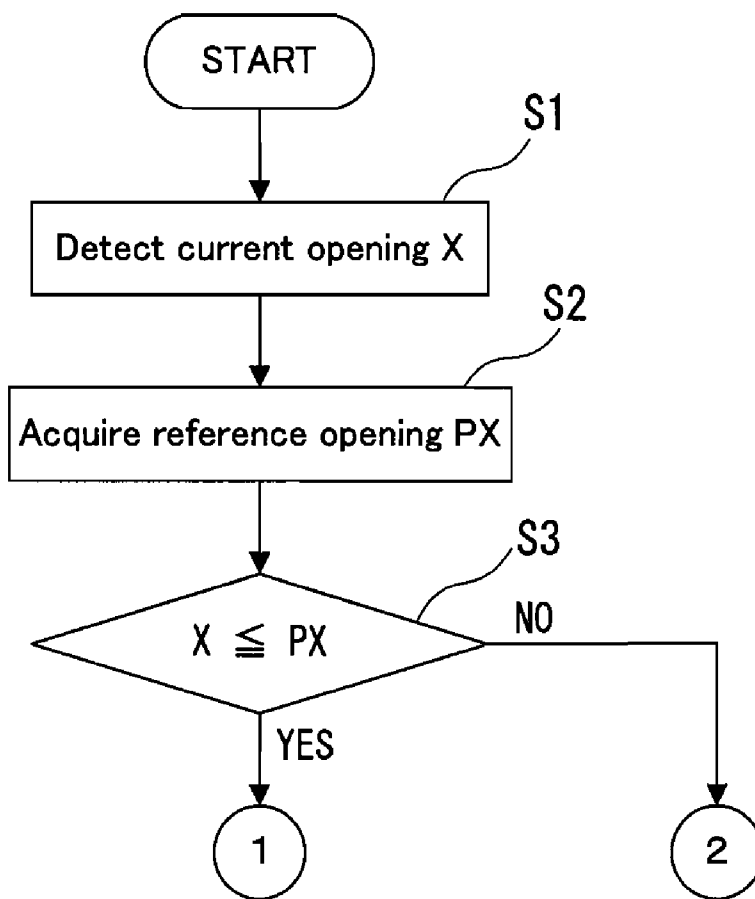 START
S1
Detect current opening X
S2
Acquire reference opening PX
S3
X ≦ PX
NO
YES
1
2